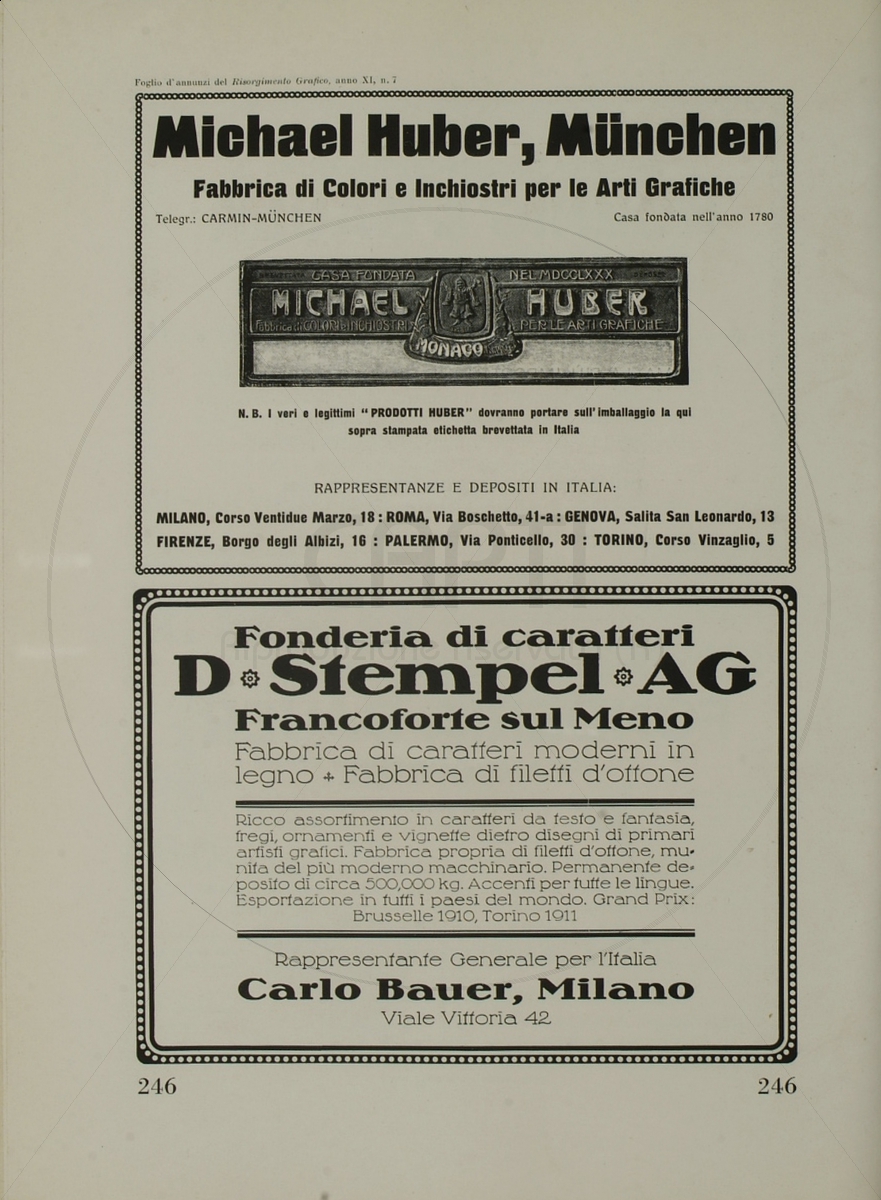 Foglio d'annunzi del Risorgimento Grafico, anno XI, n. 7
Michael Huber, München
Fabbrica di Colori e Inchiostri per le Arti Grafiche
Telegr.: CARMIN-MÜNCHEN Casa fondata nell'anno 1780
CASA FONDATA NEL MDCCLXXX
MICHAEL HUBER
Fabbrica di COLORI e INCHIOSTRI PER LE ARTI GRAFICHE
MONACO
N. B. I veri e legittimi "PRODOTTI HUBER" dovranno portare sull'imballaggio la qui
sopra stampata etichetta brevettata in Italia
RAPPRESENTANZE E DEPOSITI IN ITALIA:
MILANO, Corso Ventidue Marzo, 18 : ROMA, Via Boschetto, 41-a : GENOVA, Salita San Leonardo, 13
FIRENZE, Borgo degli Albizi, 16 : PALERMO, Via Ponticello, 30 : TORINO, Corso Vinzaglio, 5
Fonderia di caratteri
D Stempel AG
Francoforte sul Meno
Fabbrica di caratteri moderni in
legno + Fabbrica di filetti d'ottone
Ricco assortimento in caratteri da testo e fantasia,
fregi, ornamenti e vignette dietro disegni di primari
artisti grafici. Fabbrica propria di filetti d'ottone, mu-
nita del più moderno macchinario. Permanente de-
posito di circa 500,000 kg. Accenti per tutte le lingue.
Esportazione in tutti i paesi del mondo. Grand Prix:
Brusselle 1910, Torino 1911
Rappresentante Generale per l'Italia
Carlo Bauer, Milano
Viale Vittoria 42
246 246